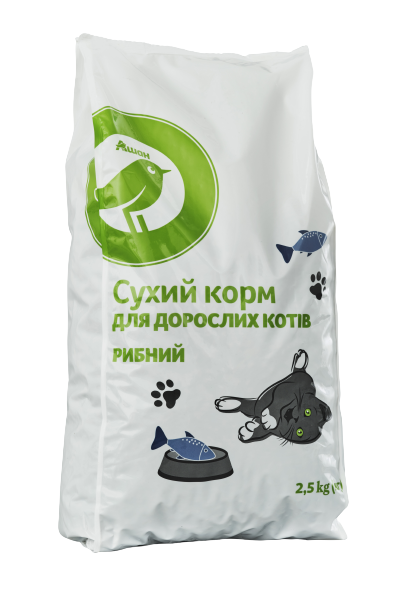 Ашан
Сухий корм
для дорослих котів
рибний
2,5 kg